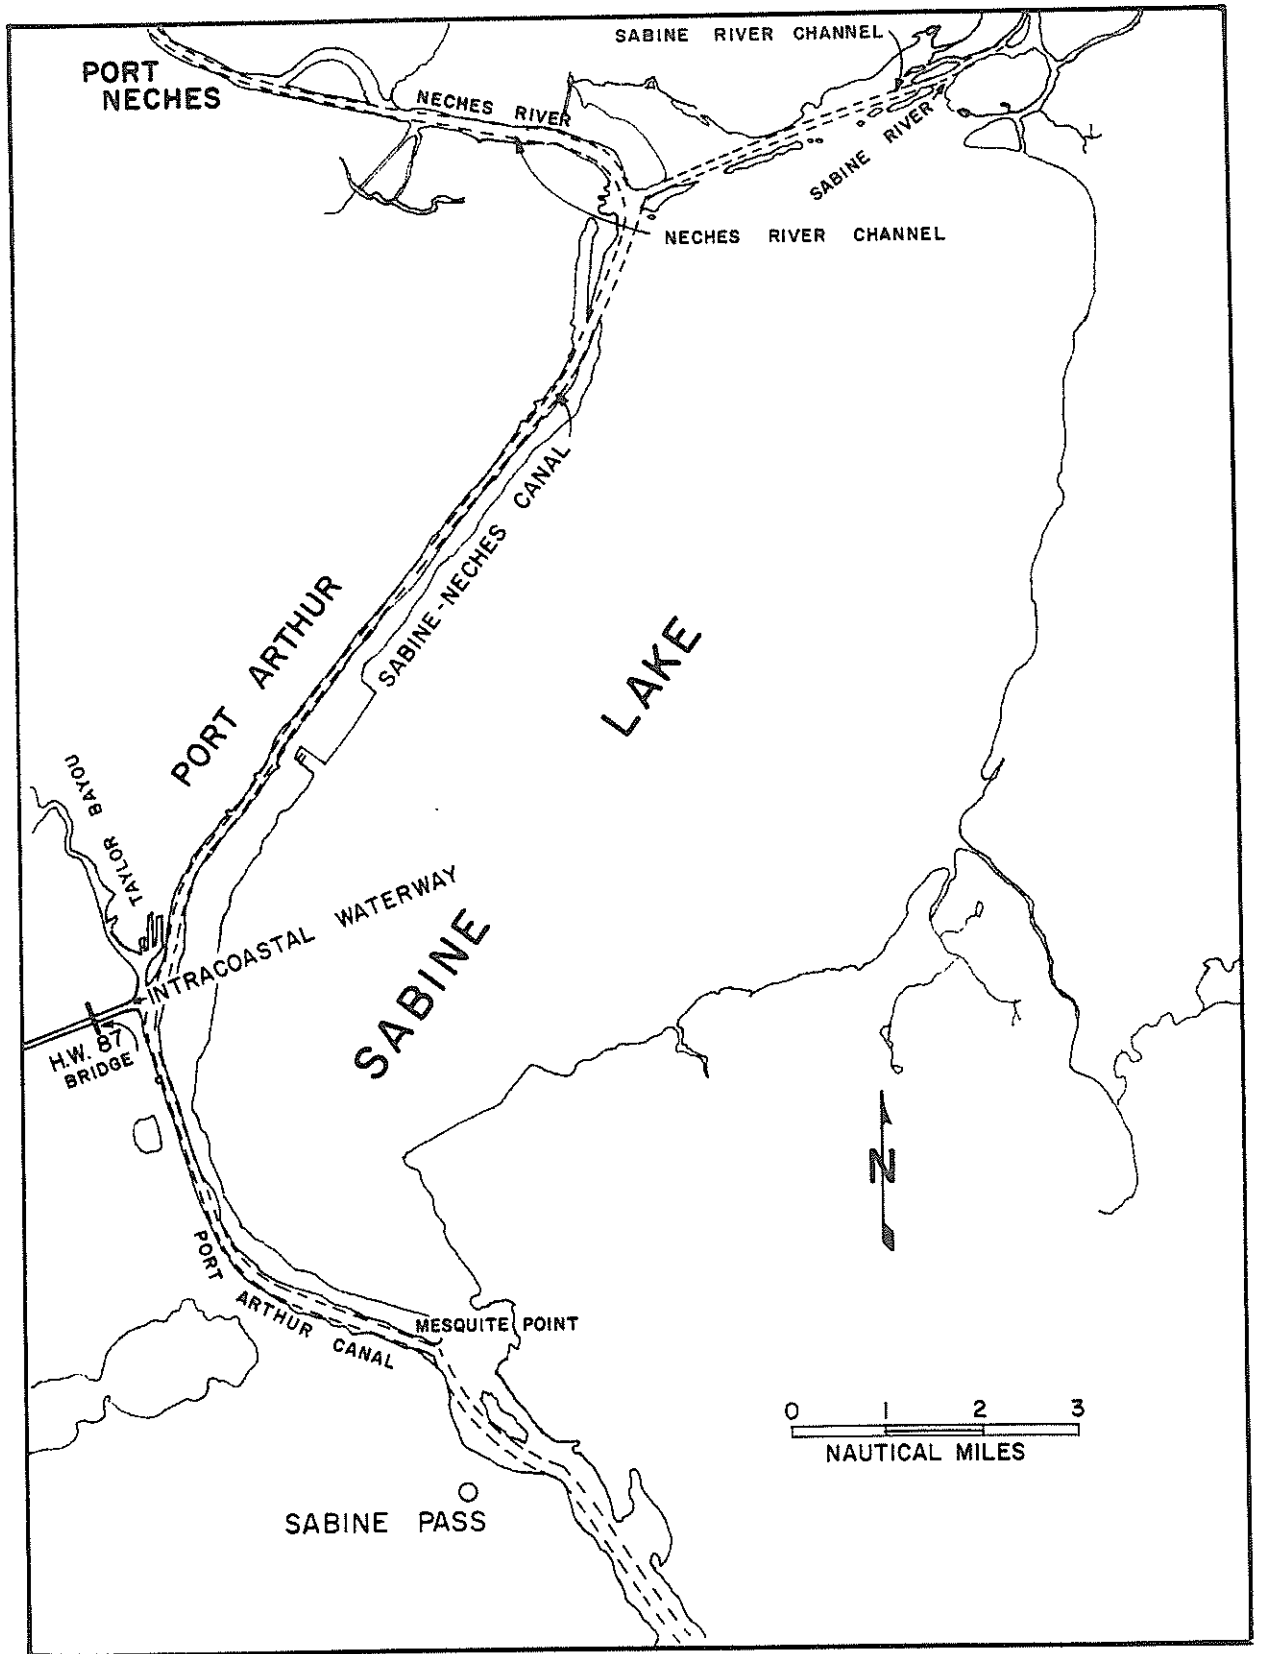 SABINE RIVER CHANNEL
PORT
NECHES
NECHES RIVER
SABINE RIVER
NECHES RIVER CHANNEL
SABINE-NECHES CANAL
PORT ARTHUR
LAKE
TAYLOR BAYOU
INTRACOASTAL WATERWAY
SABINE
H.W. 87
BRIDGE
N
PORT ARTHUR CANAL
MESQUITE POINT
0 1 2 3
NAUTICAL MILES
SABINE PASS